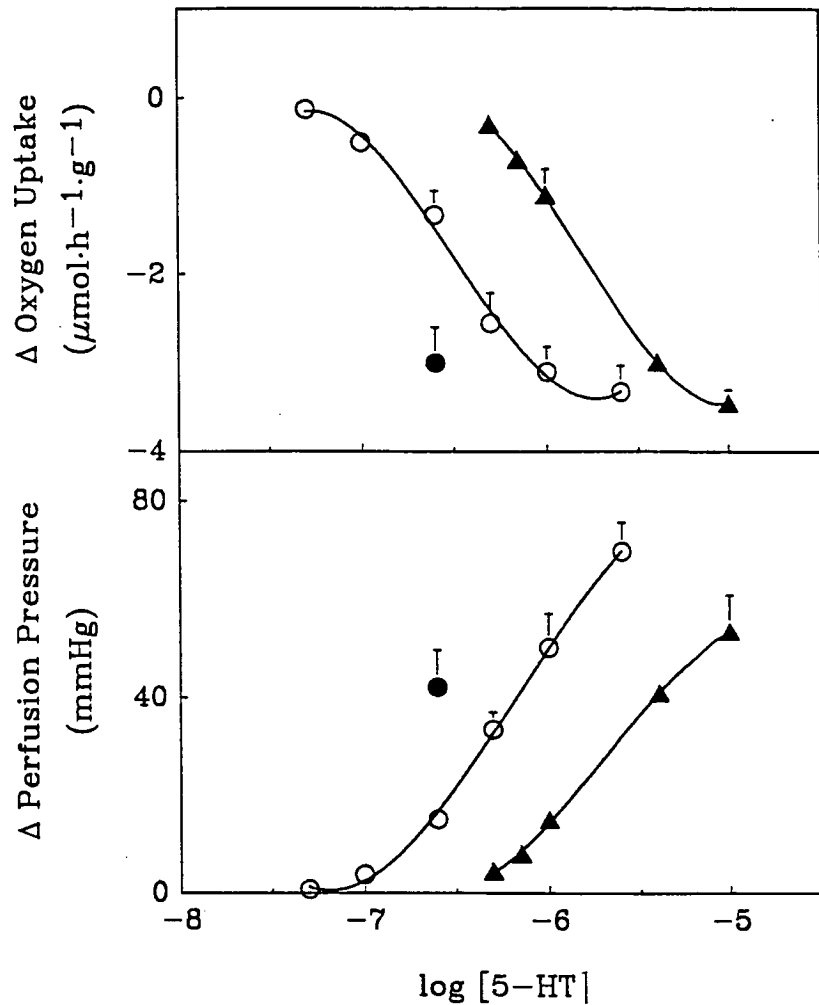 Δ Oxygen Uptake
(μmol·h−1·g−1)
0
−2
−4
Δ Perfusion Pressure
(mmHg)
80
40
0
−8
−7
−6
−5
log [5−HT]